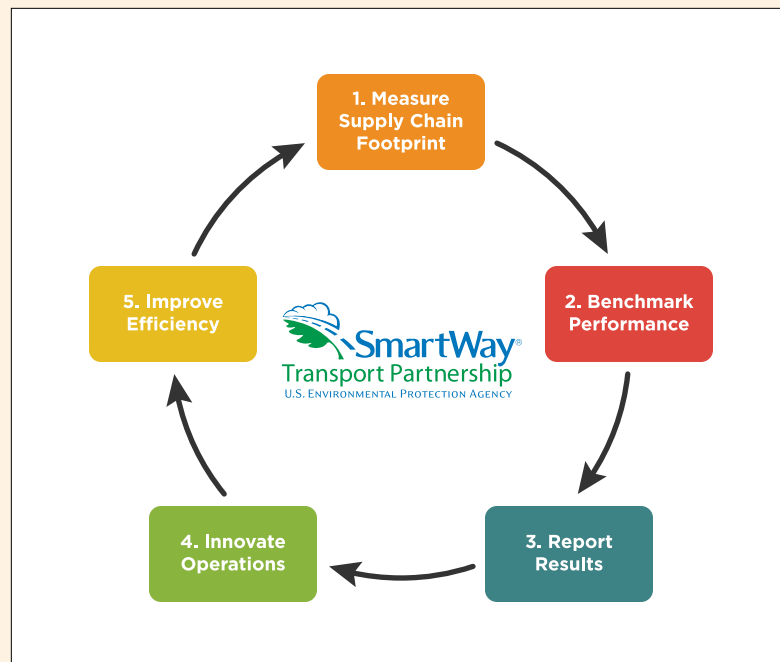 1. Measure
Supply Chain
Footprint
2. Benchmark
Performance
3. Report
Results
4. Innovate
Operations
5. Improve
Efficiency
SmartWay®
Transport Partnership
U.S. ENVIRONMENTAL PROTECTION AGENCY